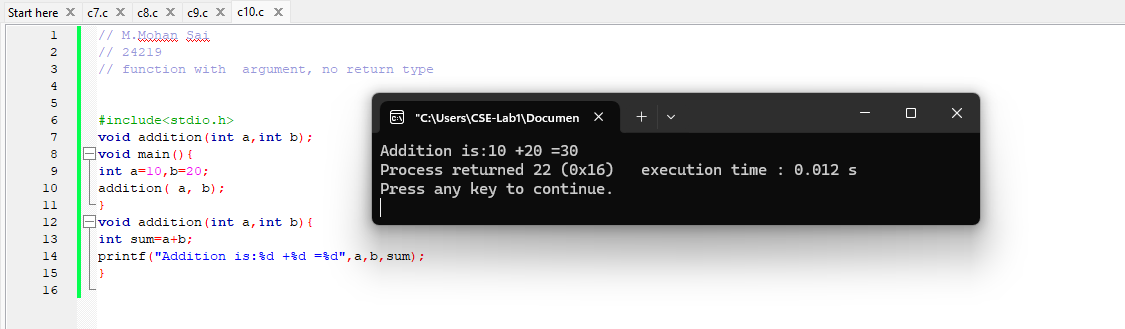 Start here X c7.c X c8.c X c9.c X c10.c X
1 // M.Mohan Sai
2 // 24219
3 // function with  argument, no return type
4
5
6 #include<stdio.h>
7 void addition(int a,int b);
8 void main(){
9 int a=10,b=20;
10 addition( a, b);
11 }
12 void addition(int a,int b){
13 int sum=a+b;
14 printf("Addition is:%d +%d =%d",a,b,sum);
15 }
16
"C:\Users\CSE-Lab1\Documen
Addition is:10 +20 =30
Process returned 22 (0x16)   execution time : 0.012 s
Press any key to continue.